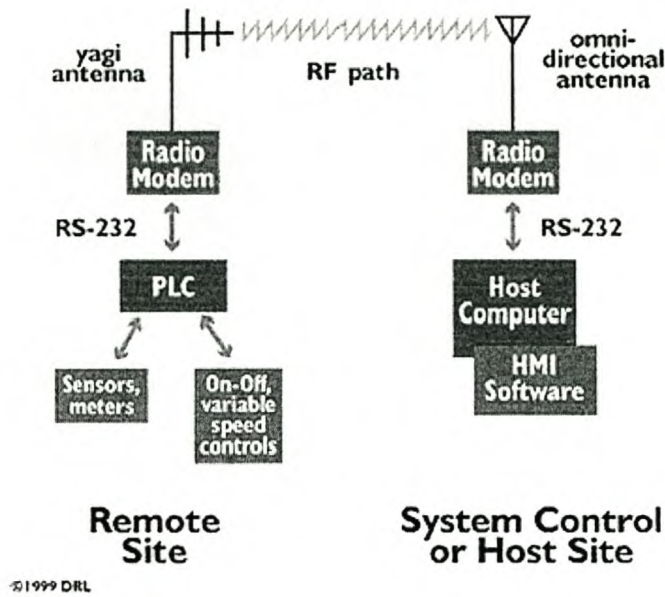 yagi
antenna
RF path
omni-
directional
antenna
Radio
Modem
Radio
Modem
RS-232
RS-232
PLC
Host
Computer
HMI
Software
Sensors,
meters
On-Off,
variable
speed
controls
Remote
Site
System Control
or Host Site
©1999 DRL